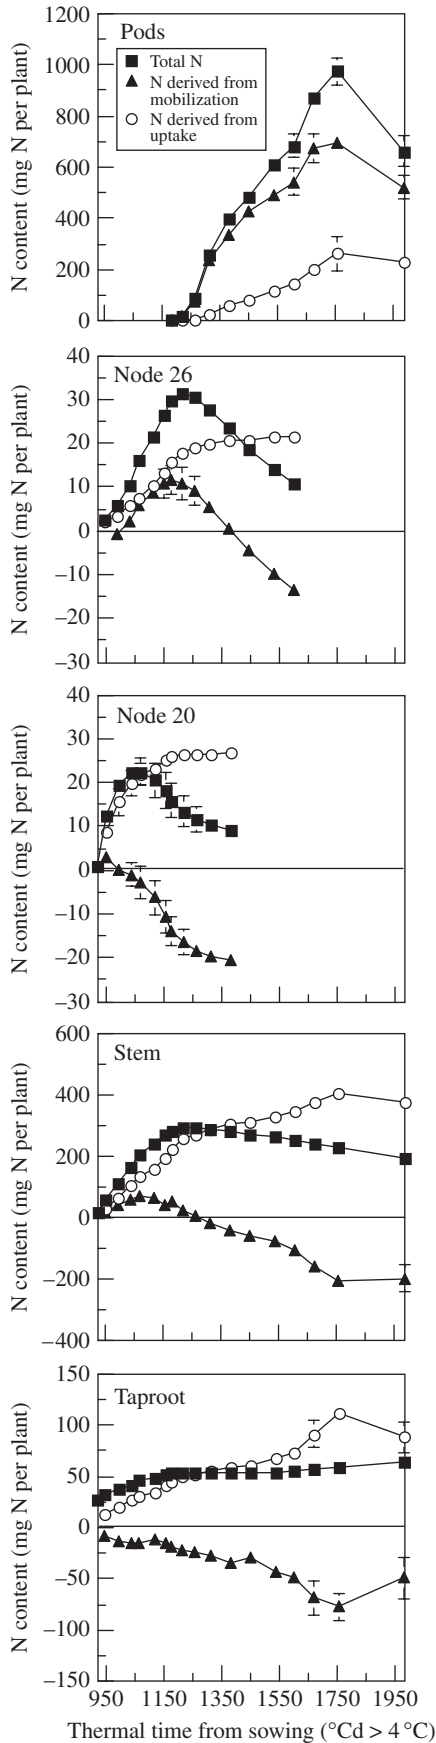 Pods
Total N
N derived from
mobilization
N derived from
uptake
1200
1000
800
600
400
200
0
N content (mg N per plant)
Node 26
40
30
20
10
0
–10
–20
–30
N content (mg N per plant)
Node 20
40
30
20
10
0
–10
–20
–30
N content (mg N per plant)
Stem
600
400
200
0
–200
–400
N content (mg N per plant)
Taproot
150
100
50
0
–50
–100
–150
N content (mg N per plant)
950 1150 1350 1550 1750 1950
Thermal time from sowing (°Cd > 4 °C)